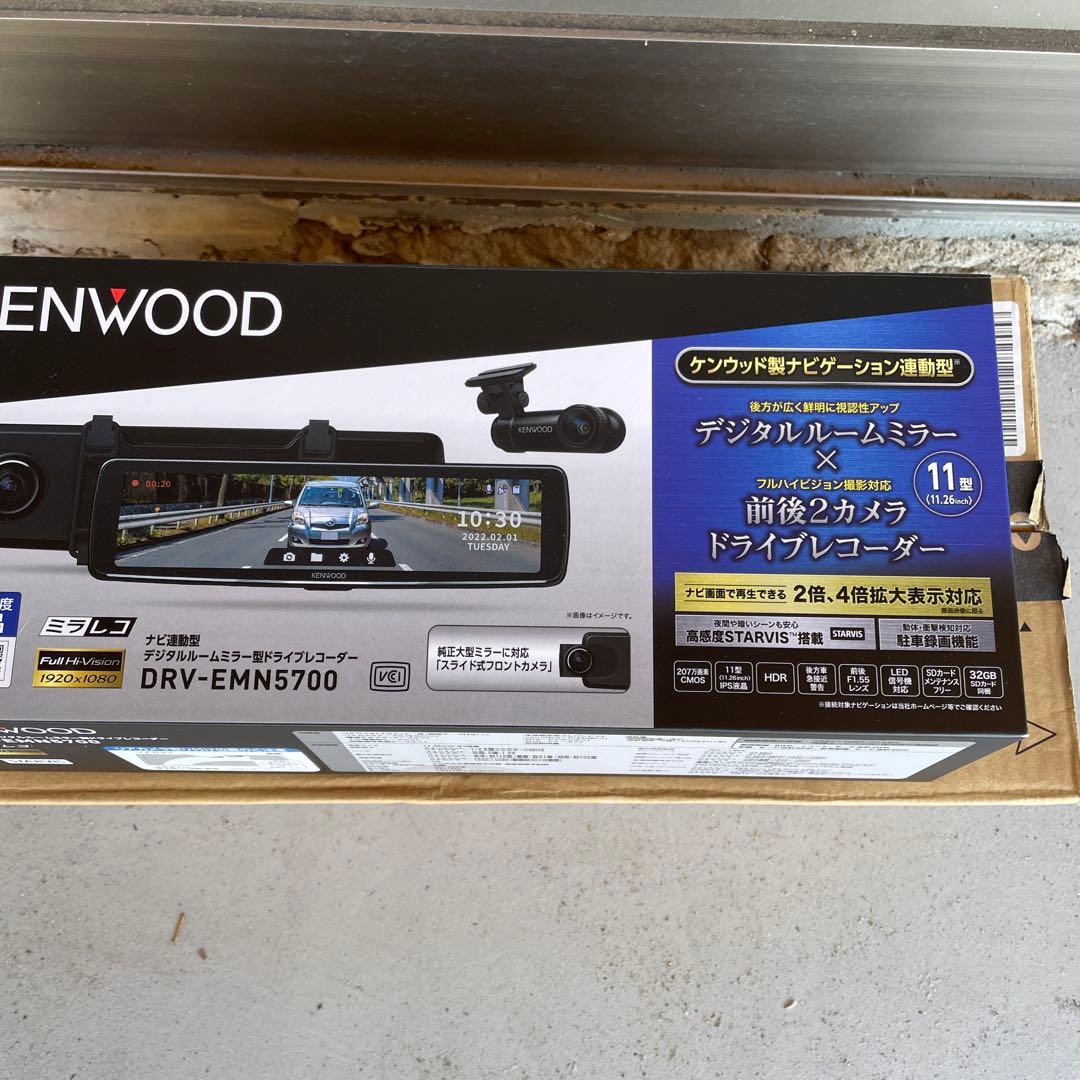 ENWOOD
ケンウッド製ナビゲーション連動型※
後方が広く鮮明に視認性アップ
デジタルルームミラー
×
フルハイビジョン撮影対応
前後2カメラ
ドライブレコーダー
11型
(11.26inch)
ナビ画面で再生できる 2倍、4倍拡大表示対応
録画映像に限る
夜間や暗いシーンも安心
高感度STARVIS™搭載 STARVIS
動体・衝撃検知対応
駐車録画機能
207万画素
CMOS
11型
(11.26inch)
IPS液晶
HDR
後方車
急接近
警告
前後
F1.55
レンズ
LED
信号機
対応
SDカード
メンテナンス
フリー
32GB
SDカード
同梱
※接続対象ナビゲーションは当社ホームページ等でご確認ください
KENWOOD
00:20
10:30
2022.02.01
TUESDAY
KENWOOD
※画像はイメージです。
度
ミラレコ
Full Hi-Vision
1920×1080
ナビ連動型
デジタルルームミラー型ドライブレコーダー
DRV-EMN5700
VCCI
純正大型ミラーに対応
「スライド式フロントカメラ」
WOOD